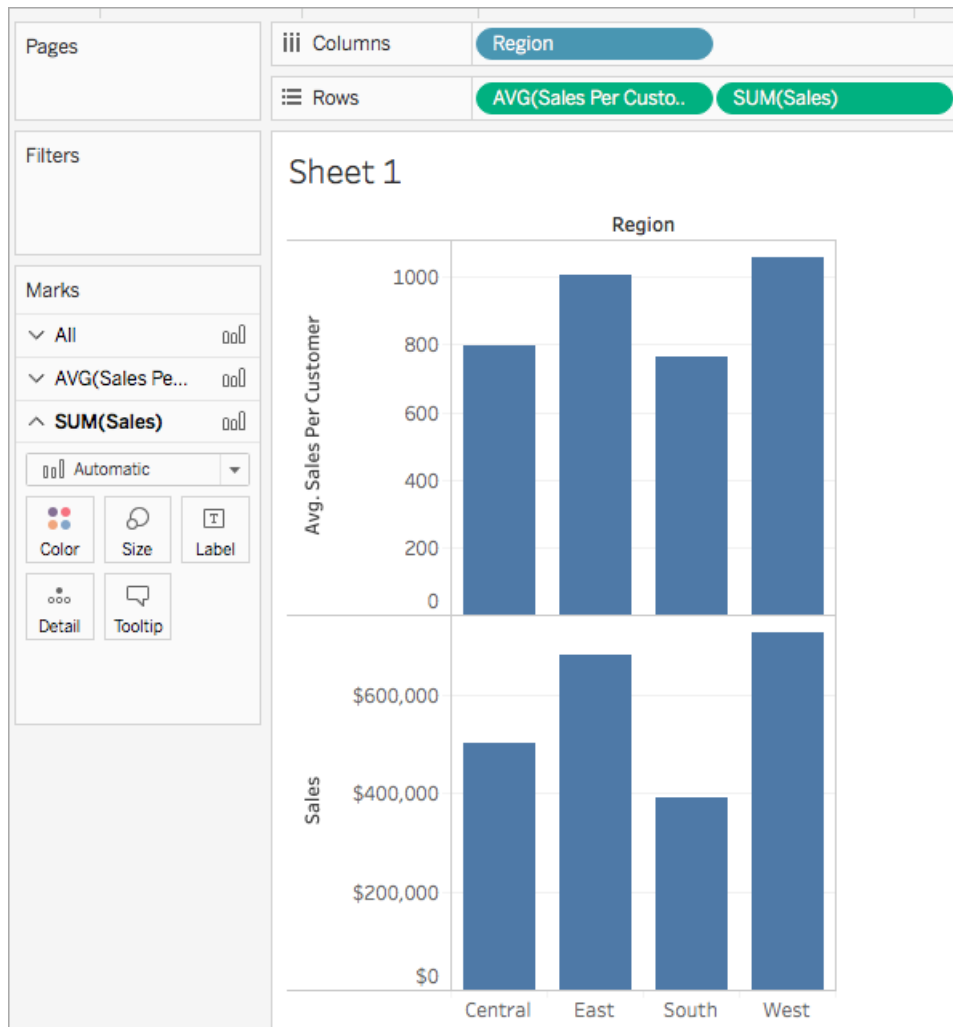 Pages
Columns
Region
Rows
AVG(Sales Per Custo..
SUM(Sales)
Filters
Marks
All
AVG(Sales Pe...
SUM(Sales)
Automatic
Color
Size
T
Label
Detail
Tooltip
Sheet 1
Region
Avg. Sales Per Customer
1000
800
600
400
200
0
Sales
$600,000
$400,000
$200,000
$0
Central East South West